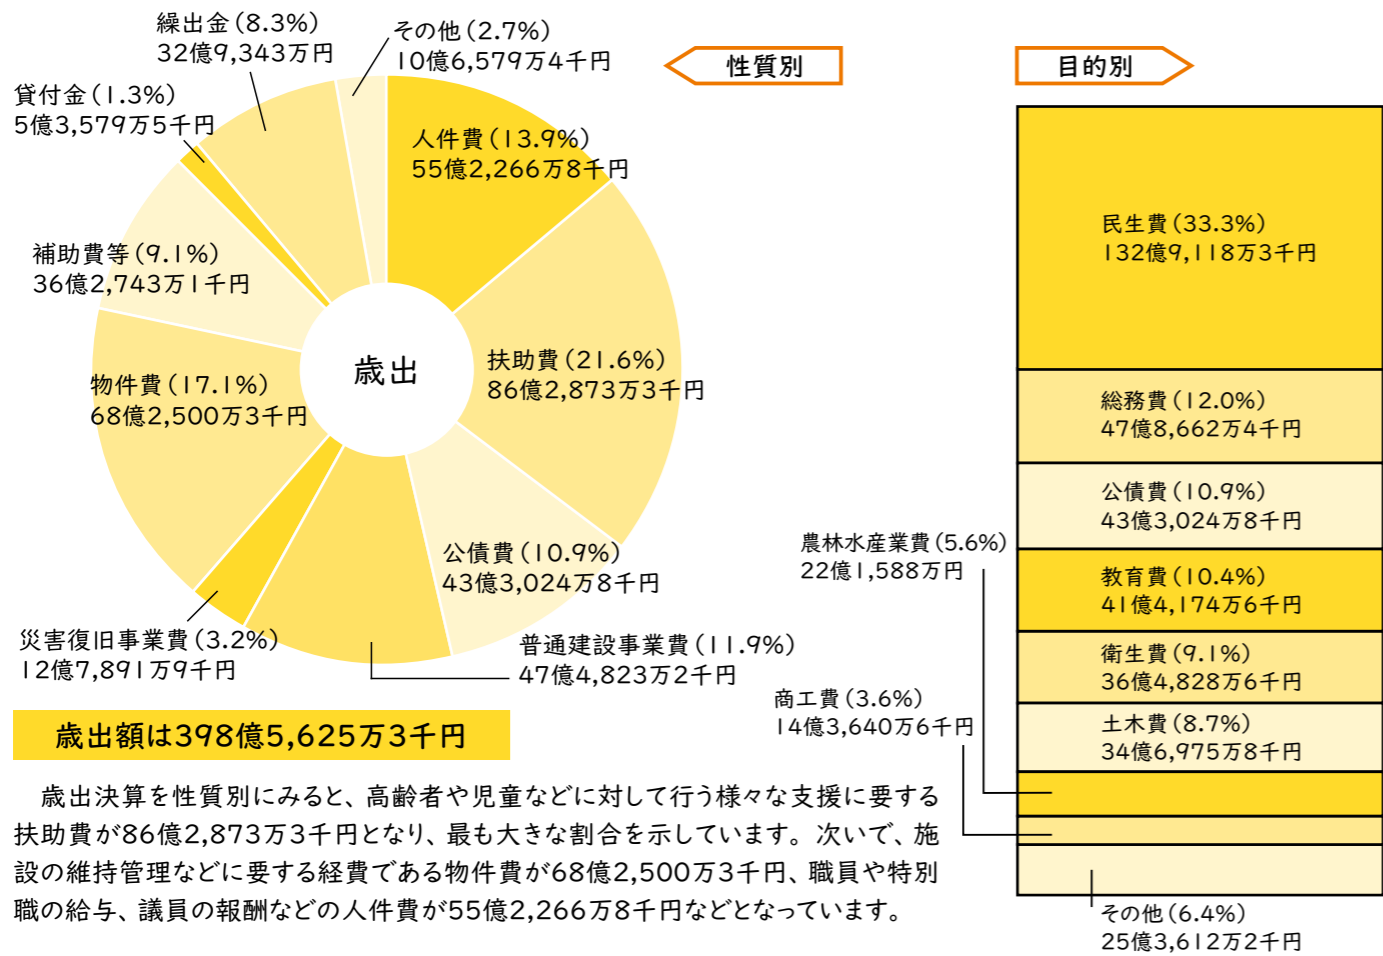 性質別
目的別
繰出金(8.3%)
32億9,343万円
その他(2.7%)
10億6,579万4千円
貸付金(1.3%)
5億3,579万5千円
人件費(13.9%)
55億2,266万8千円
補助費等(9.1%)
36億2,743万1千円
扶助費(21.6%)
86億2,873万3千円
歳出
物件費(17.1%)
68億2,500万3千円
公債費(10.9%)
43億3,024万8千円
災害復旧事業費(3.2%)
12億7,891万9千円
普通建設事業費(11.9%)
47億4,823万2千円
民生費(33.3%)
132億9,118万3千円
総務費(12.0%)
47億8,662万4千円
公債費(10.9%)
43億3,024万8千円
教育費(10.4%)
41億4,174万6千円
衛生費(9.1%)
36億4,828万6千円
土木費(8.7%)
34億6,975万8千円
農林水産業費(5.6%)
22億1,588万円
商工費(3.6%)
14億3,640万6千円
その他(6.4%)
25億3,612万2千円
歳出額は398億5,625万3千円
歳出決算を性質別にみると、高齢者や児童などに対して行う様々な支援に要する
扶助費が86億2,873万3千円となり、最も大きな割合を示しています。次いで、施
設の維持管理などに要する経費である物件費が68億2,500万3千円、職員や特別
職の給与、議員の報酬などの人件費が55億2,266万8千円などとなっています。